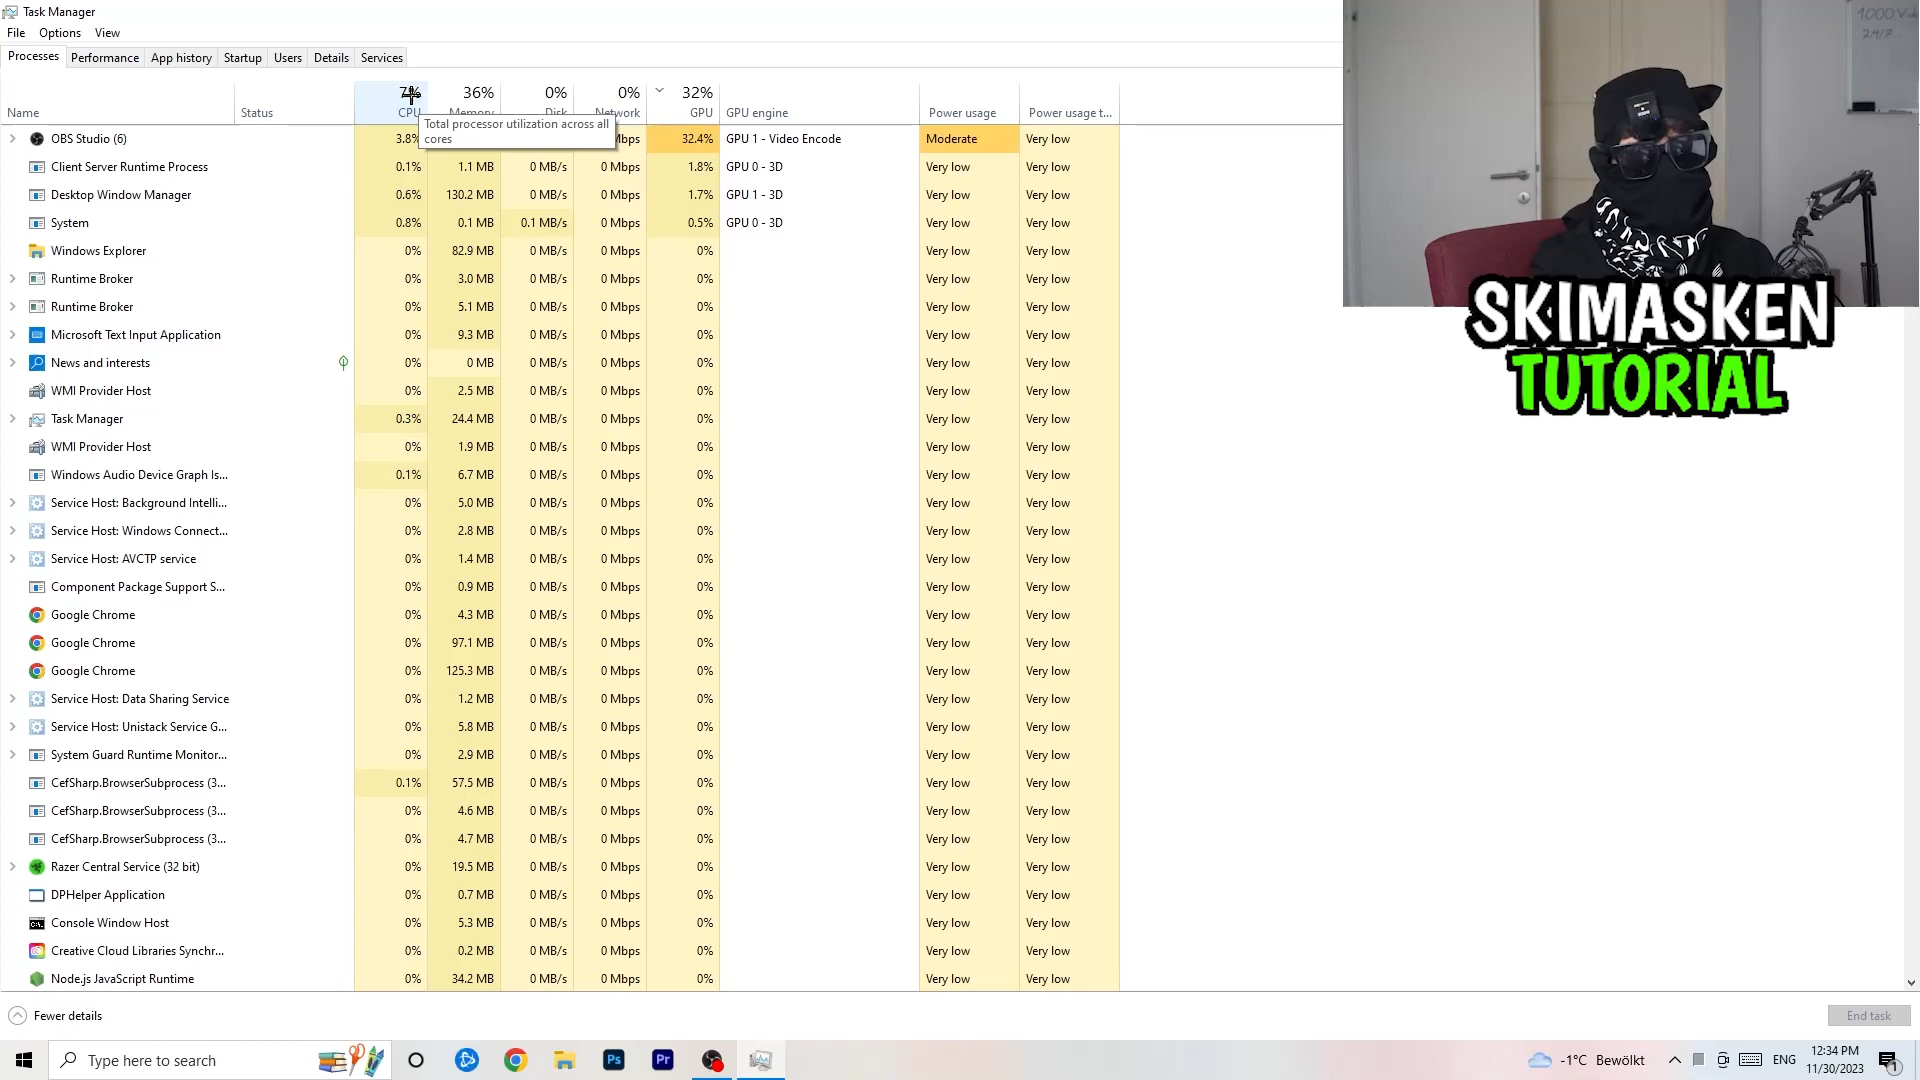 Task Manager
File Options View
Processes Performance App history Startup Users Details Services
7% 36% 0% 0% 32%
Name Status CPU Memory Disk Network GPU GPU engine Power usage Power usage t...
Total processor utilization across all
cores
OBS Studio (6) 3.8% Mbps 32.4% GPU 1 - Video Encode Moderate Very low
Client Server Runtime Process 0.1% 1.1 MB 0 MB/s 0 Mbps 1.8% GPU 0 - 3D Very low Very low
Desktop Window Manager 0.6% 130.2 MB 0 MB/s 0 Mbps 1.7% GPU 1 - 3D Very low Very low
System 0.8% 0.1 MB 0.1 MB/s 0 Mbps 0.5% GPU 0 - 3D Very low Very low
Windows Explorer 0% 82.9 MB 0 MB/s 0 Mbps 0% Very low Very low
Runtime Broker 0% 3.0 MB 0 MB/s 0 Mbps 0% Very low Very low
Runtime Broker 0% 5.1 MB 0 MB/s 0 Mbps 0% Very low Very low
Microsoft Text Input Application 0% 9.3 MB 0 MB/s 0 Mbps 0% Very low Very low
News and interests 0% 0 MB 0 MB/s 0 Mbps 0% Very low Very low
WMI Provider Host 0% 2.5 MB 0 MB/s 0 Mbps 0% Very low Very low
Task Manager 0.3% 24.4 MB 0 MB/s 0 Mbps 0% Very low Very low
WMI Provider Host 0% 1.9 MB 0 MB/s 0 Mbps 0% Very low Very low
Windows Audio Device Graph Is... 0.1% 6.7 MB 0 MB/s 0 Mbps 0% Very low Very low
Service Host: Background Intelli... 0% 5.0 MB 0 MB/s 0 Mbps 0% Very low Very low
Service Host: Windows Connect... 0% 2.8 MB 0 MB/s 0 Mbps 0% Very low Very low
Service Host: AVCTP service 0% 1.4 MB 0 MB/s 0 Mbps 0% Very low Very low
Component Package Support S... 0% 0.9 MB 0 MB/s 0 Mbps 0% Very low Very low
Google Chrome 0% 4.3 MB 0 MB/s 0 Mbps 0% Very low Very low
Google Chrome 0% 97.1 MB 0 MB/s 0 Mbps 0% Very low Very low
Google Chrome 0% 125.3 MB 0 MB/s 0 Mbps 0% Very low Very low
Service Host: Data Sharing Service 0% 1.2 MB 0 MB/s 0 Mbps 0% Very low Very low
Service Host: Unistack Service G... 0% 5.8 MB 0 MB/s 0 Mbps 0% Very low Very low
System Guard Runtime Monitor... 0% 2.9 MB 0 MB/s 0 Mbps 0% Very low Very low
CefSharp.BrowserSubprocess (3... 0.1% 57.5 MB 0 MB/s 0 Mbps 0% Very low Very low
CefSharp.BrowserSubprocess (3... 0% 4.6 MB 0 MB/s 0 Mbps 0% Very low Very low
CefSharp.BrowserSubprocess (3... 0% 4.7 MB 0 MB/s 0 Mbps 0% Very low Very low
Razer Central Service (32 bit) 0% 19.5 MB 0 MB/s 0 Mbps 0% Very low Very low
DPHelper Application 0% 0.7 MB 0 MB/s 0 Mbps 0% Very low Very low
Console Window Host 0% 5.3 MB 0 MB/s 0 Mbps 0% Very low Very low
Creative Cloud Libraries Synchr... 0% 0.2 MB 0 MB/s 0 Mbps 0% Very low Very low
Node.js JavaScript Runtime 0% 34.2 MB 0 MB/s 0 Mbps 0% Very low Very low
SKIMASKEN
TUTORIAL
Fewer details End task
Type here to search Ps Pr -1°C Bewölkt ENG 12:34 PM
11/30/2023